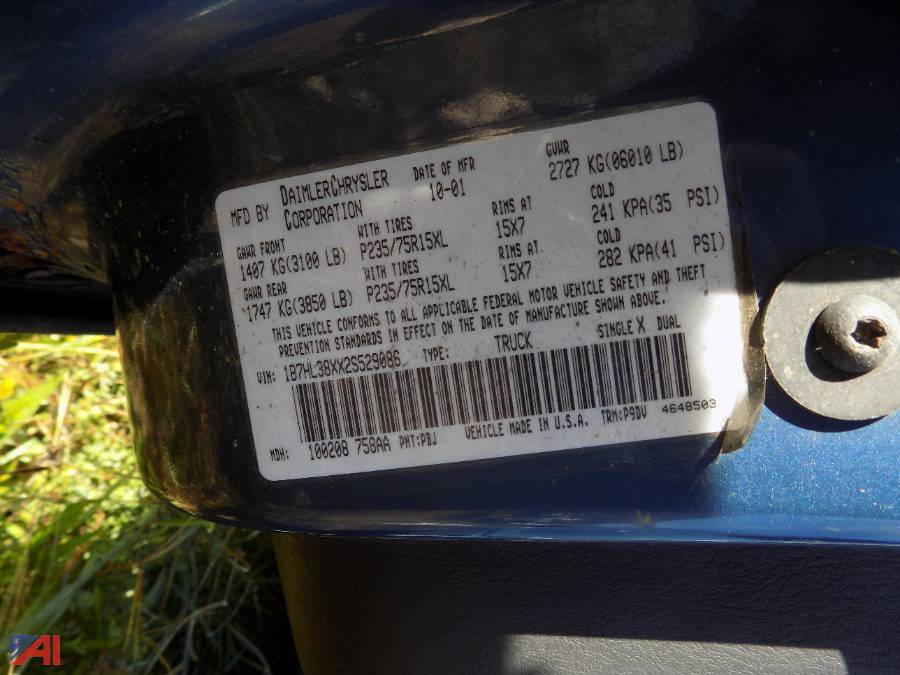 MFD BY DAIMLERCHRYSLER CORPORATION
DATE OF MFR 10-01
GVWR 2727 KG(06010 LB)
GAWR FRONT WITH TIRES RIMS AT COLD
1407 KG(3100 LB) P235/75R15XL 15X7 241 KPA(35 PSI)
GAWR REAR WITH TIRES RIMS AT COLD
1747 KG(3850 LB) P235/75R15XL 15X7 282 KPA(41 PSI)
THIS VEHICLE CONFORMS TO ALL APPLICABLE FEDERAL MOTOR VEHICLE SAFETY AND THEFT
PREVENTION STANDARDS IN EFFECT ON THE DATE OF MANUFACTURE SHOWN ABOVE.
VIN: 1B7HL38XX2S529086 TYPE: TRUCK SINGLE X DUAL
MDH: 100208 758AA PNT:PBJ VEHICLE MADE IN U.S.A. TRM:P9DV 4648503
AI